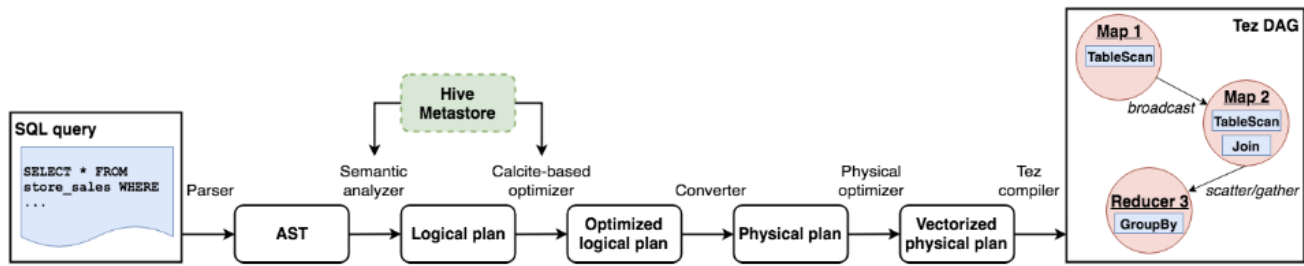 SQL query
SELECT * FROM
store_sales WHERE
...
Parser
AST
Hive
Metastore
Semantic
analyzer
Logical plan
Calcite-based
optimizer
Optimized
logical plan
Converter
Physical plan
Physical
optimizer
Vectorized
physical plan
Tez
compiler
Tez DAG
Map 1
TableScan
broadcast
Map 2
TableScan
Join
scatter/gather
Reducer 3
GroupBy